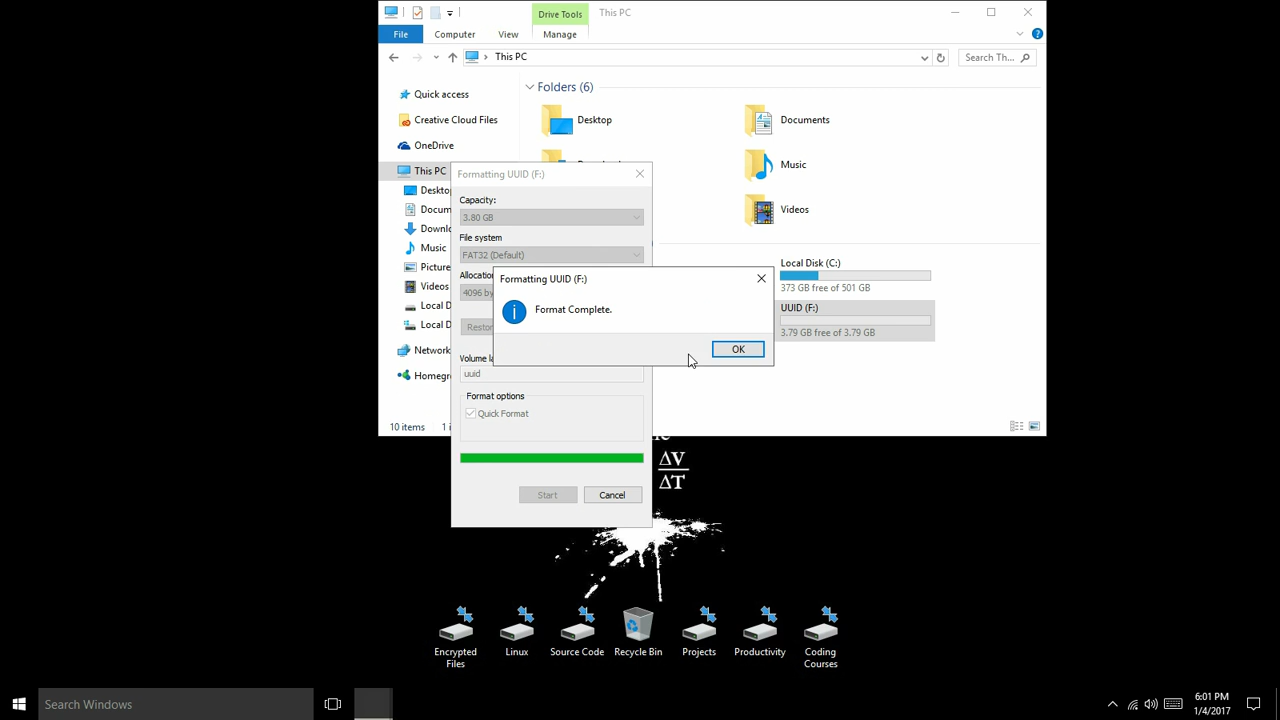 Drive Tools
This PC
File
Computer
View
Manage
This PC
Search Th...
Quick access
Creative Cloud Files
OneDrive
This PC
Deskto
Docum
Downl
Music
Picture
Videos
Local D
Local D
Network
Homegr
Folders (6)
Desktop
Documents
Music
Videos
Local Disk (C:)
373 GB free of 501 GB
UUID (F:)
3.79 GB free of 3.79 GB
10 items
Formatting UUID (F:)
Capacity:
3.80 GB
File system
FAT32 (Default)
Allocatio
4096 by
Restor
Volume la
uuid
Format options
Quick Format
Start
Cancel
Formatting UUID (F:)
Format Complete.
OK
ΔV
ΔT
Encrypted
Files
Linux
Source Code
Recycle Bin
Projects
Productivity
Coding
Courses
Search Windows
6:01 PM
1/4/2017